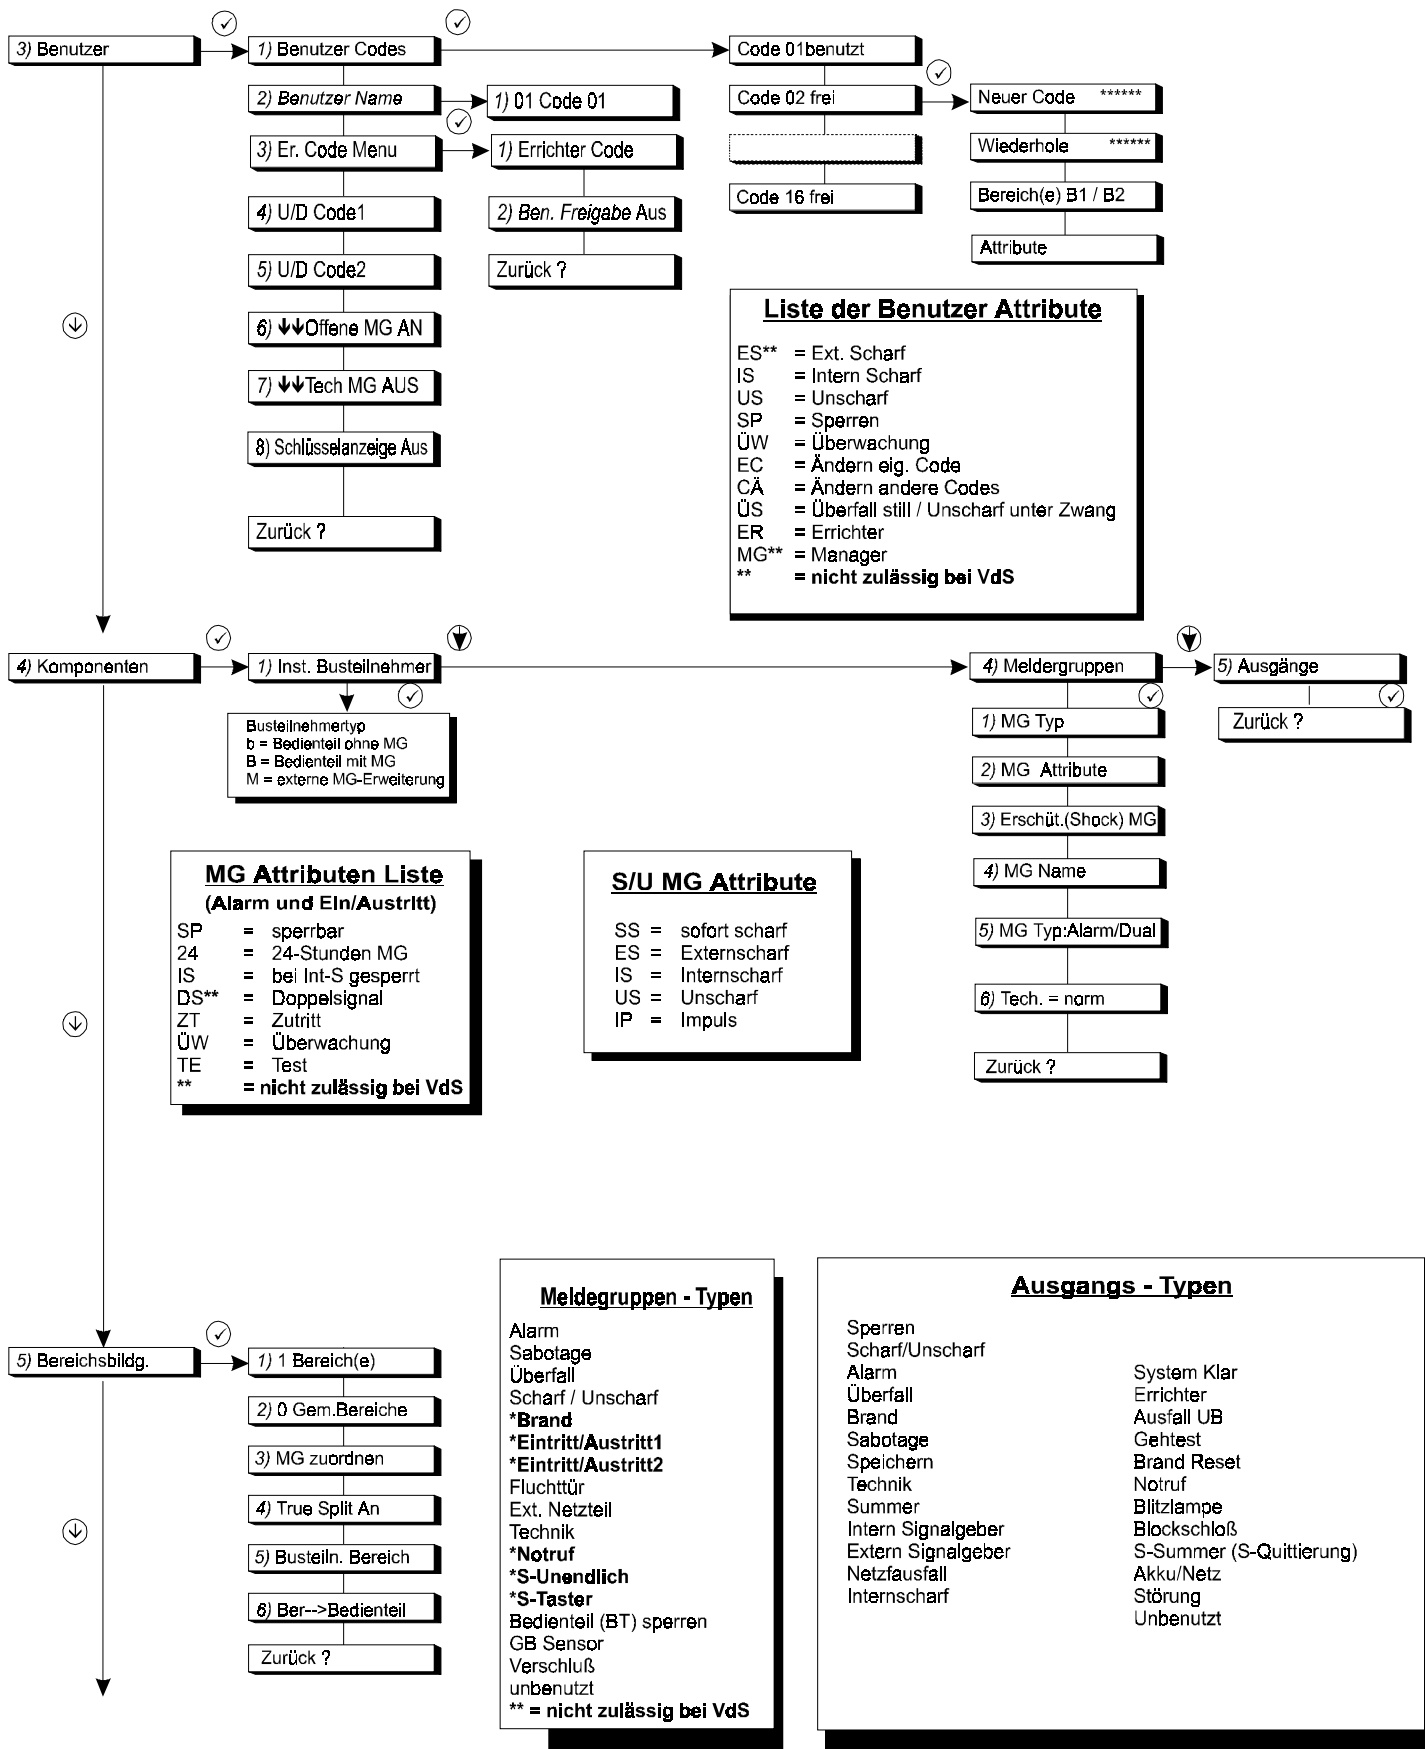 3) Benutzer
1) Benutzer Codes
2) Benutzer Name
3) Er. Code Menu
4) U/D Code1
5) U/D Code2
6) ↓↓Offene MG AN
7) ↓↓Tech MG AUS
8) Schlüsselanzeige Aus
Zurück ?
1) 01 Code 01
1) Errichter Code
2) Ben. Freigabe Aus
Zurück ?
Code 01benutzt
Code 02 frei
Code 16 frei
Neuer Code ******
Wiederhole ******
Bereich(e) B1 / B2
Attribute
Liste der Benutzer Attribute
ES** = Ext. Scharf
IS = Intern Scharf
US = Unscharf
SP = Sperren
ÜW = Überwachung
EC = Ändern eig. Code
CÄ = Ändern andere Codes
ÜS = Überfall still / Unscharf unter Zwang
ER = Errichter
MG** = Manager
** = nicht zulässig bei VdS
4) Komponenten
1) Inst. Busteilnehmer
Busteilnehmertyp
b = Bedienteil ohne MG
B = Bedienteil mit MG
M = externe MG-Erweiterung
4) Meldergruppen
1) MG Typ
2) MG Attribute
3) Erschüt.(Shock) MG
4) MG Name
5) MG Typ:Alarm/Dual
6) Tech. = norm
Zurück ?
5) Ausgänge
Zurück ?
MG Attributen Liste
(Alarm und Ein/Austritt)
SP = sperrbar
24 = 24-Stunden MG
IS = bei Int-S gesperrt
DS** = Doppelsignal
ZT = Zutritt
ÜW = Überwachung
TE = Test
** = nicht zulässig bei VdS
S/U MG Attribute
SS = sofort scharf
ES = Externscharf
IS = Internscharf
US = Unscharf
IP = Impuls
5) Bereichsbildg.
1) 1 Bereich(e)
2) 0 Gem.Bereiche
3) MG zuordnen
4) True Split An
5) Busteiln. Bereich
6) Ber-->Bedienteil
Zurück ?
Meldegruppen - Typen
Alarm
Sabotage
Überfall
Scharf / Unscharf
*Brand
*Eintritt/Austritt1
*Eintritt/Austritt2
Fluchttür
Ext. Netzteil
Technik
*Notruf
*S-Unendlich
*S-Taster
Bedienteil (BT) sperren
GB Sensor
Verschluß
unbenutzt
** = nicht zulässig bei VdS
Ausgangs - Typen
Sperren
Scharf/Unscharf
Alarm
Überfall
Brand
Sabotage
Speichern
Technik
Summer
Intern Signalgeber
Extern Signalgeber
Netzfausfall
Internscharf
System Klar
Errichter
Ausfall UB
Gehtest
Brand Reset
Notruf
Blitzlampe
Blockschloß
S-Summer (S-Quittierung)
Akku/Netz
Störung
Unbenutzt